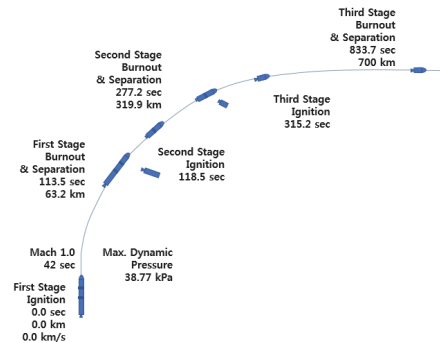 Third Stage
Burnout
& Separation
833.7 sec
700 km
Second Stage
Burnout
& Separation
277.2 sec
319.9 km
Third Stage
Ignition
315.2 sec
First Stage
Burnout
& Separation
113.5 sec
63.2 km
Second Stage
Ignition
118.5 sec
Mach 1.0
42 sec
Max. Dynamic
Pressure
38.77 kPa
First Stage
Ignition
0.0 sec
0.0 km
0.0 km/s